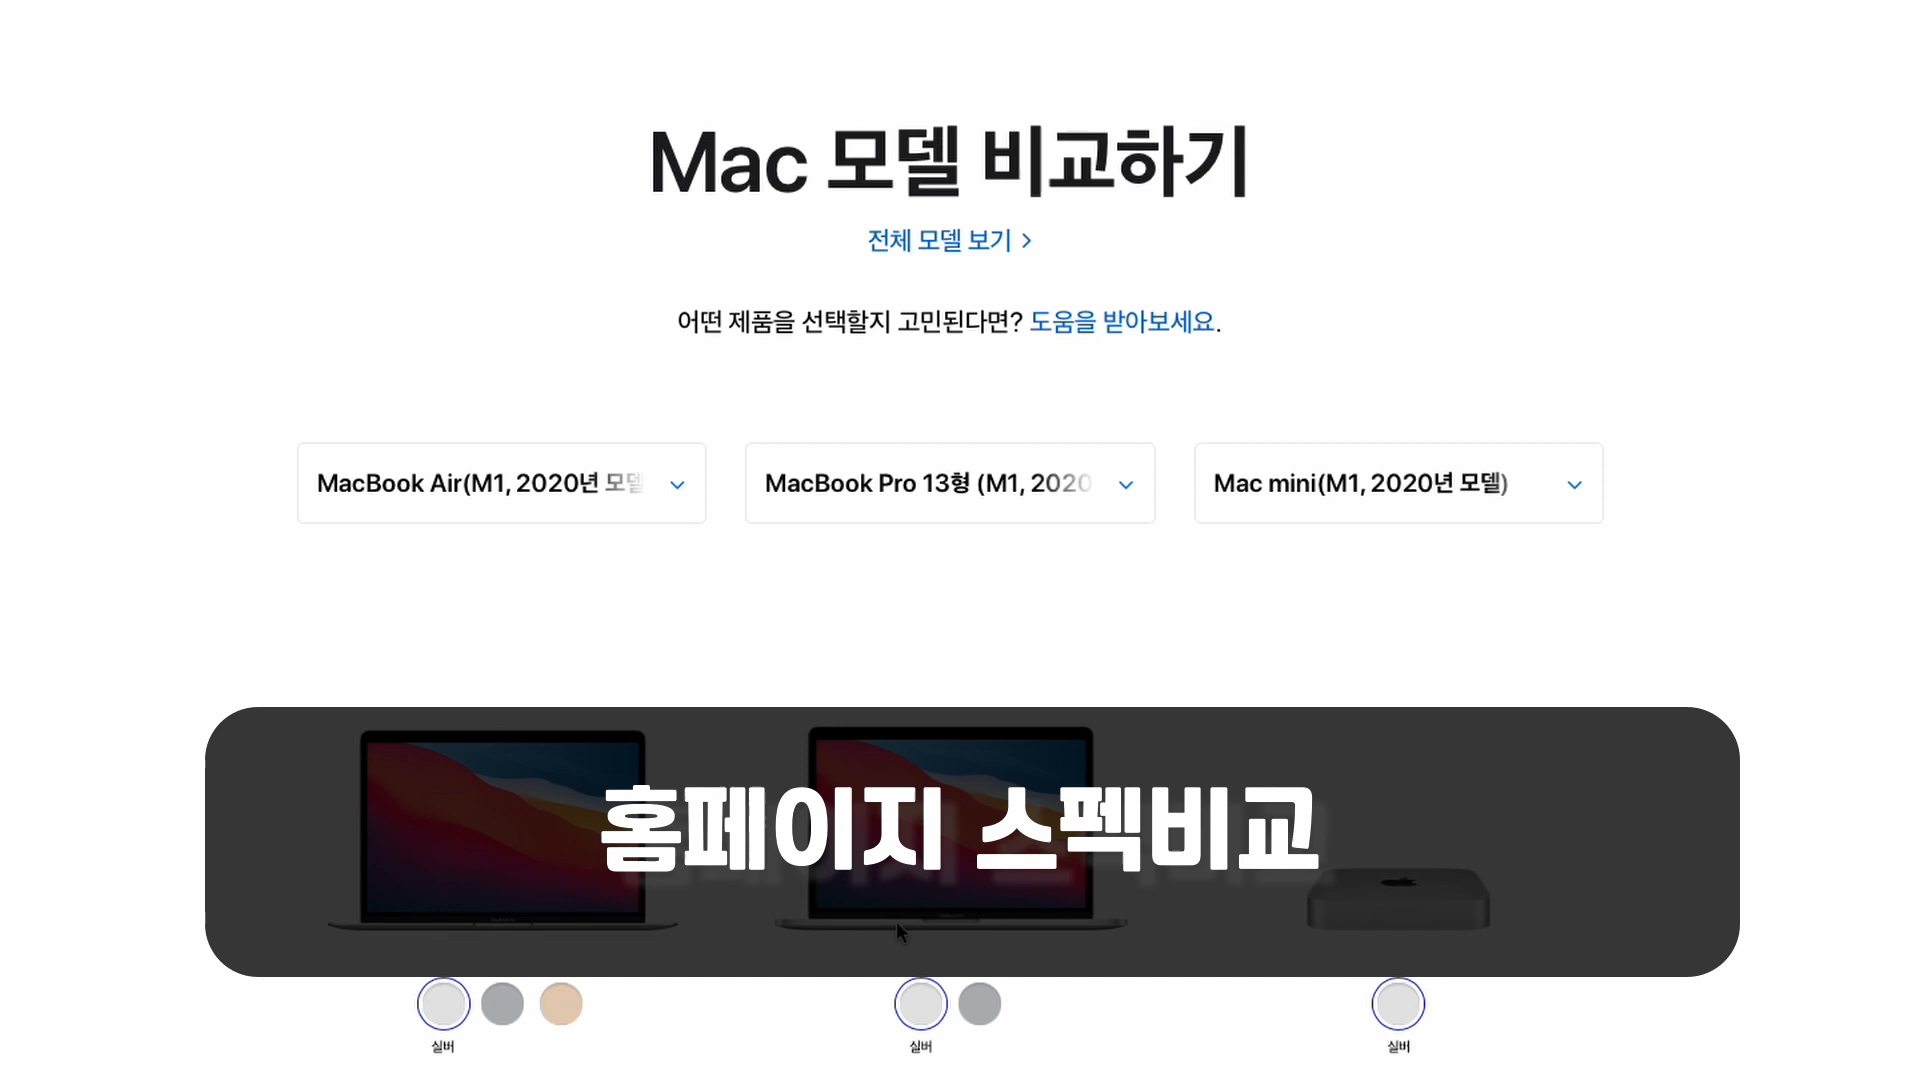 Mac 모델 비교하기
전체 모델 보기 >
어떤 제품을 선택할지 고민된다면? 도움을 받아보세요.
MacBook Air(M1, 2020년 모델
MacBook Pro 13형 (M1, 2020
Mac mini(M1, 2020년 모델)
홈페이지 스펙비교
실버
실버
실버